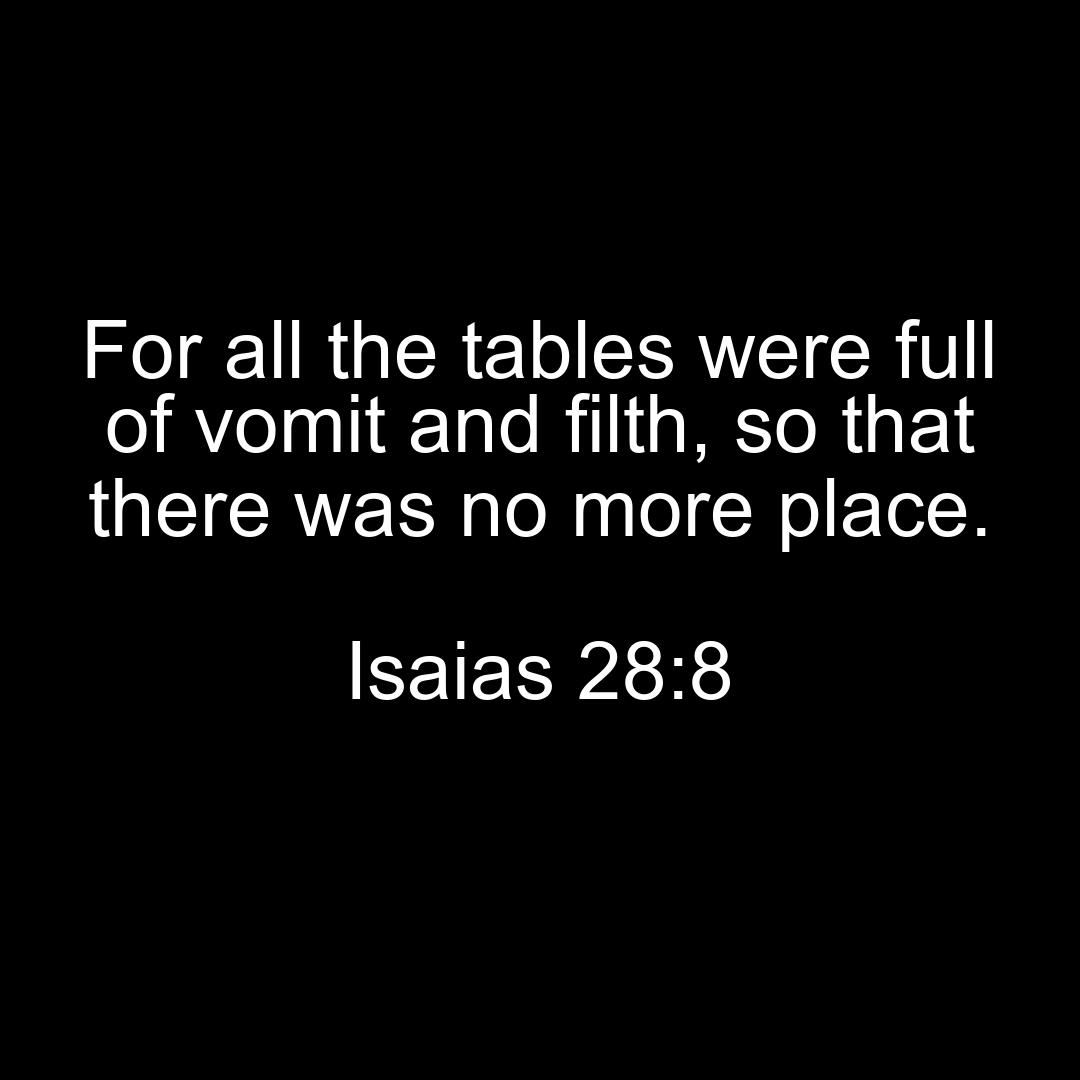 For all the tables were full
of vomit and filth, so that
there was no more place.
Isaias 28:8